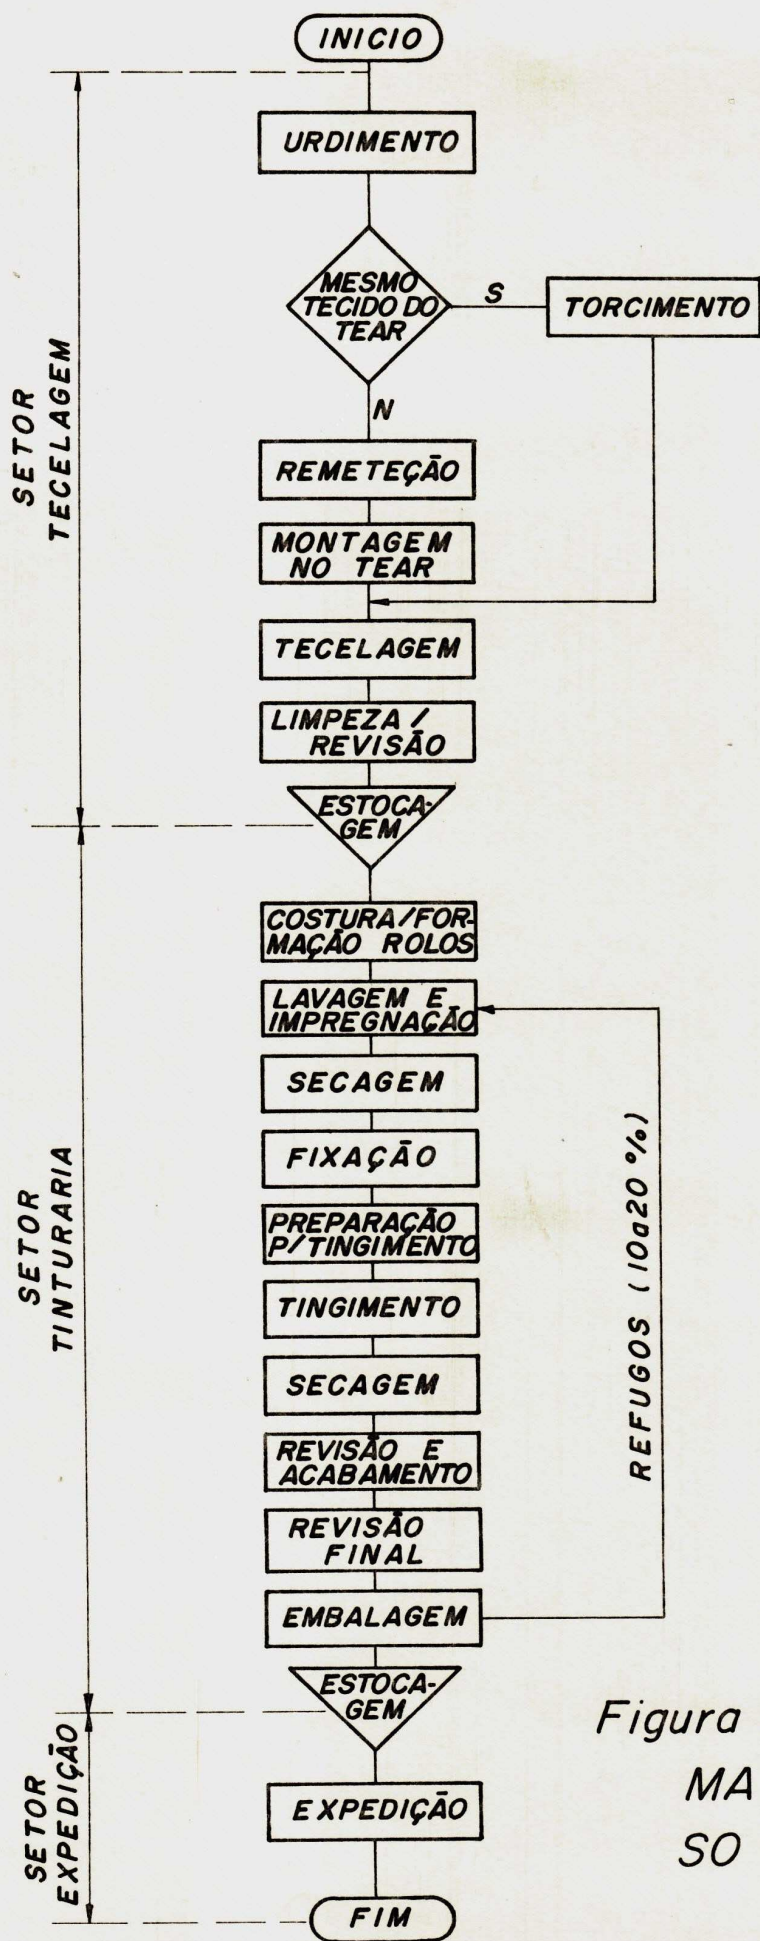 INICIO
URDIMENTO
MESMO
TECIDO DO
TEAR
S
TORCIMENTO
N
REMETEÇÃO
MONTAGEM
NO TEAR
TECELAGEM
LIMPEZA /
REVISÃO
ESTOCA-
GEM
SETOR
TECELAGEM
COSTURA/FOR-
MAÇÃO ROLOS
LAVAGEM E
IMPREGNAÇÃO
SECAGEM
FIXAÇÃO
PREPARAÇÃO
P/TINGIMENTO
TINGIMENTO
SECAGEM
REVISÃO E
ACABAMENTO
REVISÃO
FINAL
EMBALAGEM
REFUGOS (10a20 %)
ESTOCA-
GEM
SETOR
TINTURARIA
EXPEDIÇÃO
SETOR
EXPEDIÇÃO
FIM
Figura
MA
SO